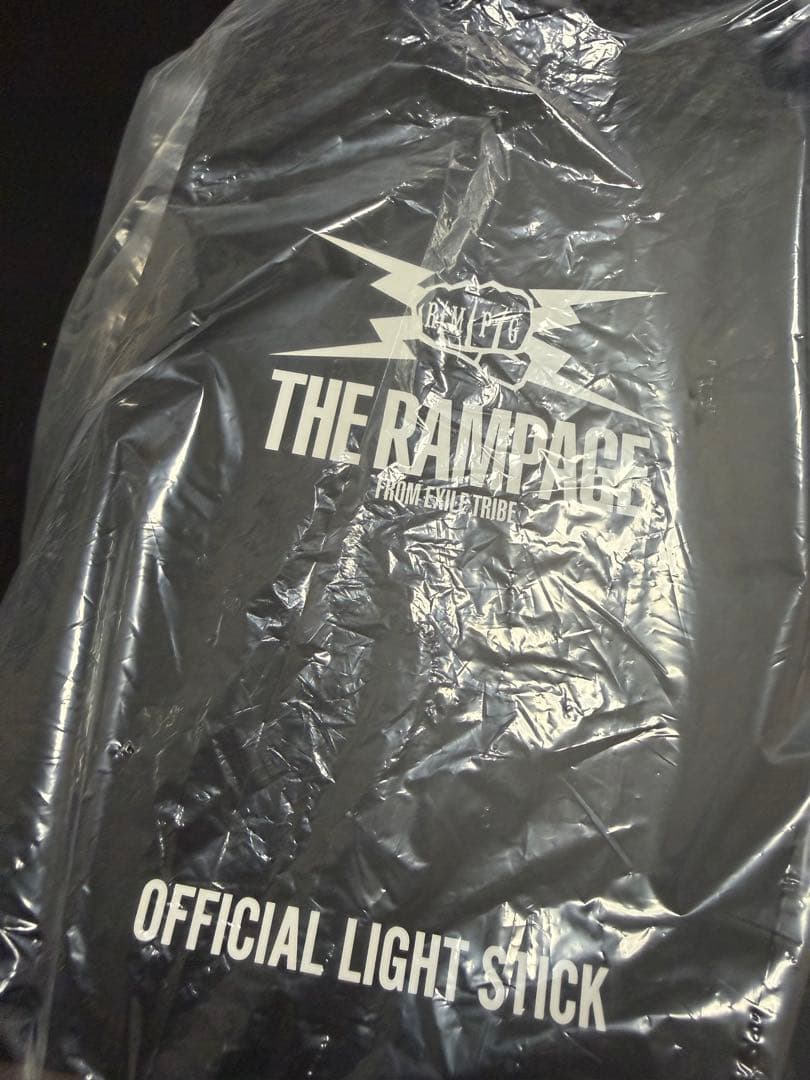 RMPG
THE RAMPAGE
FROM EXILE TRIBE
OFFICIAL LIGHT STICK